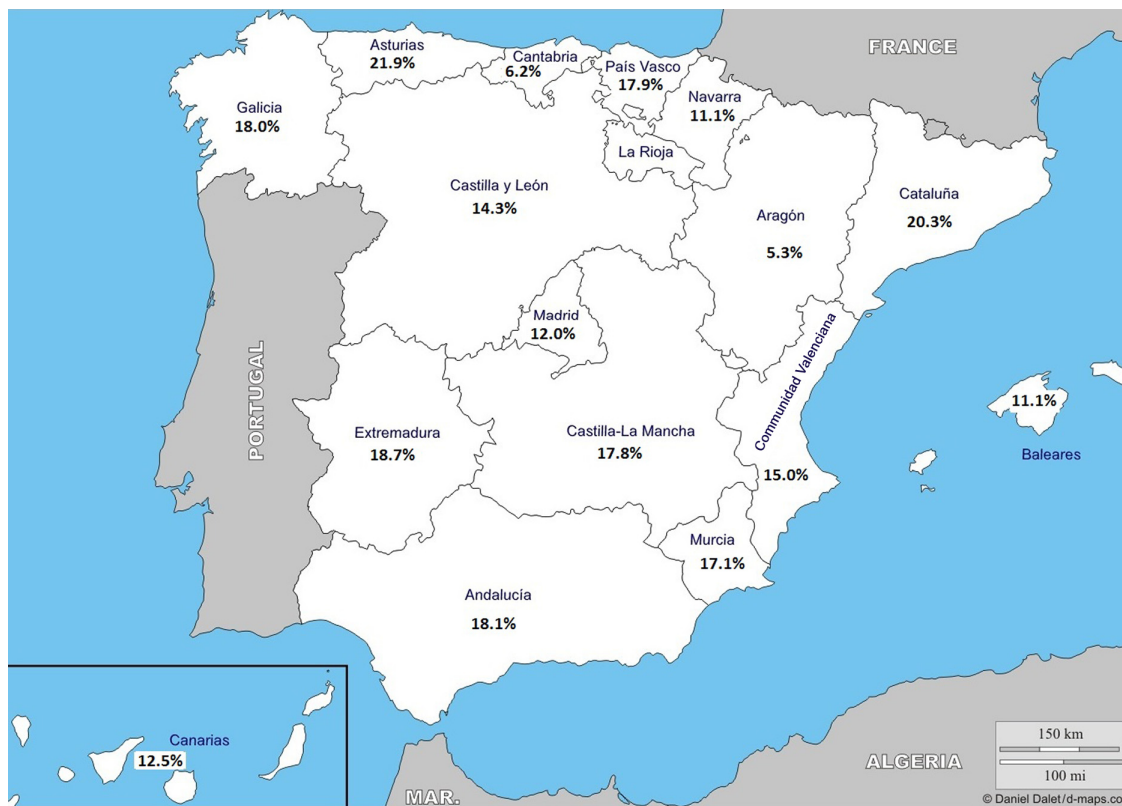 FRANCE
Asturias
21.9%
Cantabria
6.2%
País Vasco
17.9%
Navarra
11.1%
Galicia
18.0%
La Rioja
Castilla y León
14.3%
Cataluña
20.3%
Aragón
5.3%
Madrid
12.0%
PORTUGAL
Communidad Valenciana
15.0%
11.1%
Baleares
Extremadura
18.7%
Castilla-La Mancha
17.8%
Murcia
17.1%
Andalucía
18.1%
Canarias
12.5%
MAR.
ALGERIA
150 km
100 mi
© Daniel Dalet/d-maps.co